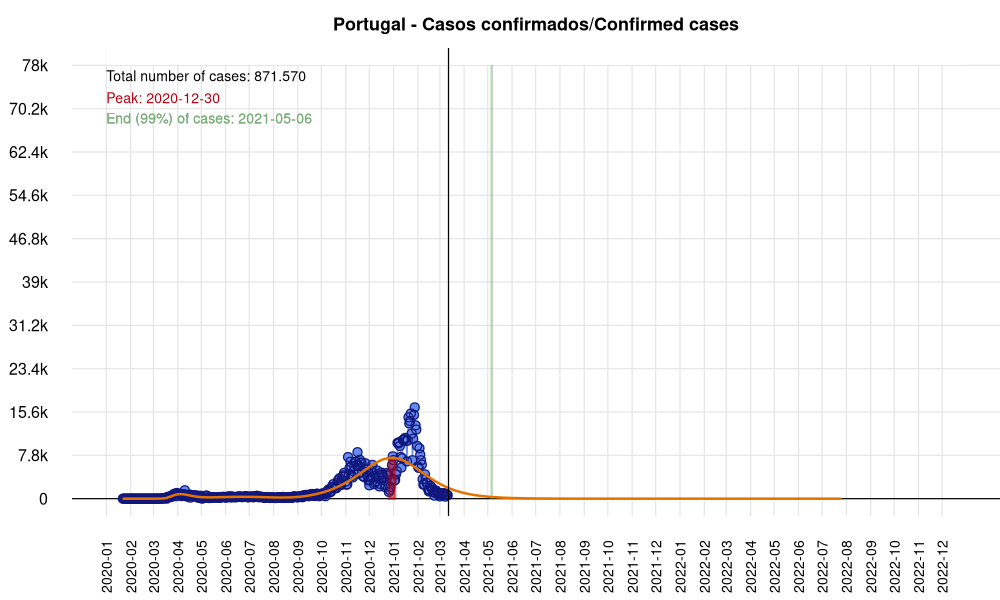 Portugal - Casos confirmados/Confirmed cases
Total number of cases: 871.570
Peak: 2020-12-30
End (99%) of cases: 2021-05-06
78k
70.2k
62.4k
54.6k
46.8k
39k
31.2k
23.4k
15.6k
7.8k
0
2020-01
2020-02
2020-03
2020-04
2020-05
2020-06
2020-07
2020-08
2020-09
2020-10
2020-11
2020-12
2021-01
2021-02
2021-03
2021-04
2021-05
2021-06
2021-07
2021-08
2021-09
2021-10
2021-11
2021-12
2022-01
2022-02
2022-03
2022-04
2022-05
2022-06
2022-07
2022-08
2022-09
2022-10
2022-11
2022-12